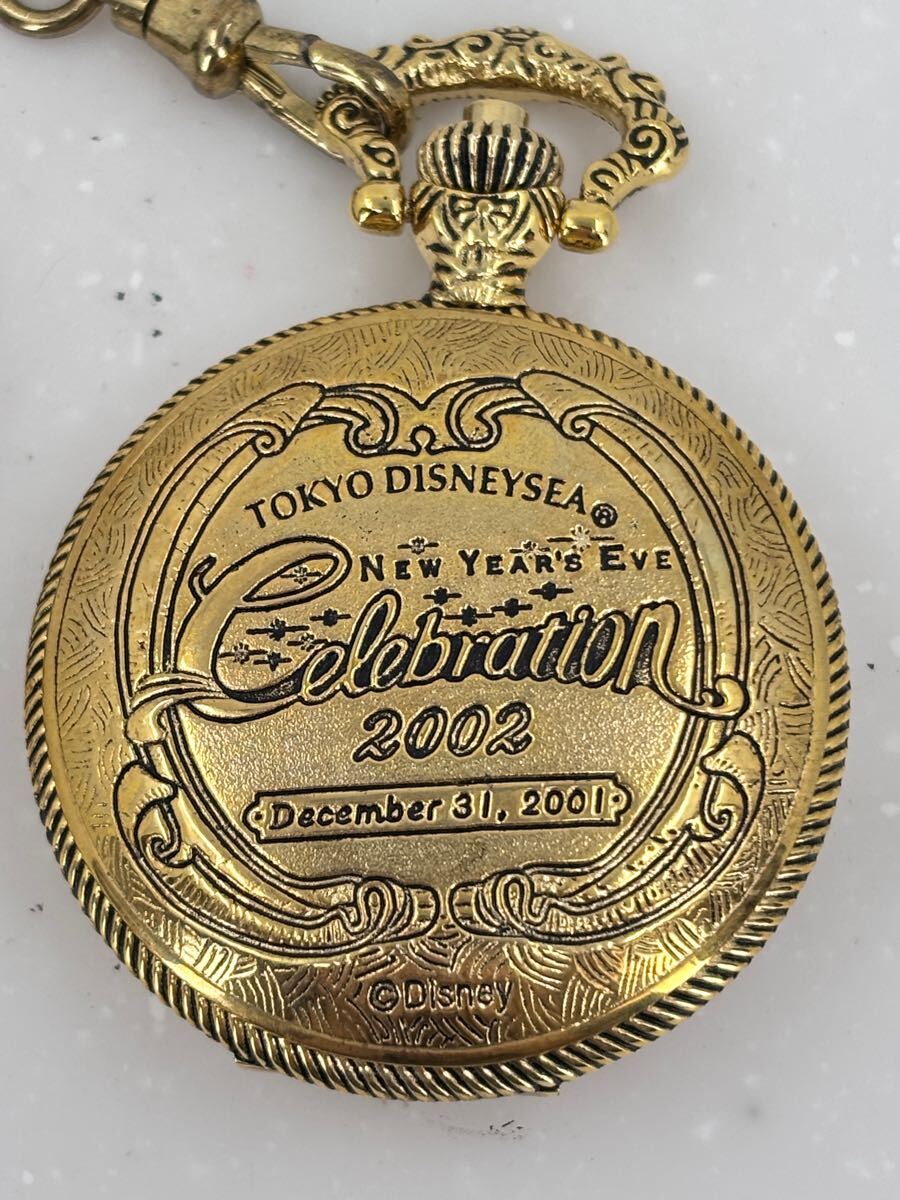 TOKYO DISNEYSEA®
NEW YEAR'S EVE
Celebration
2002
December 31, 2001
©Disney